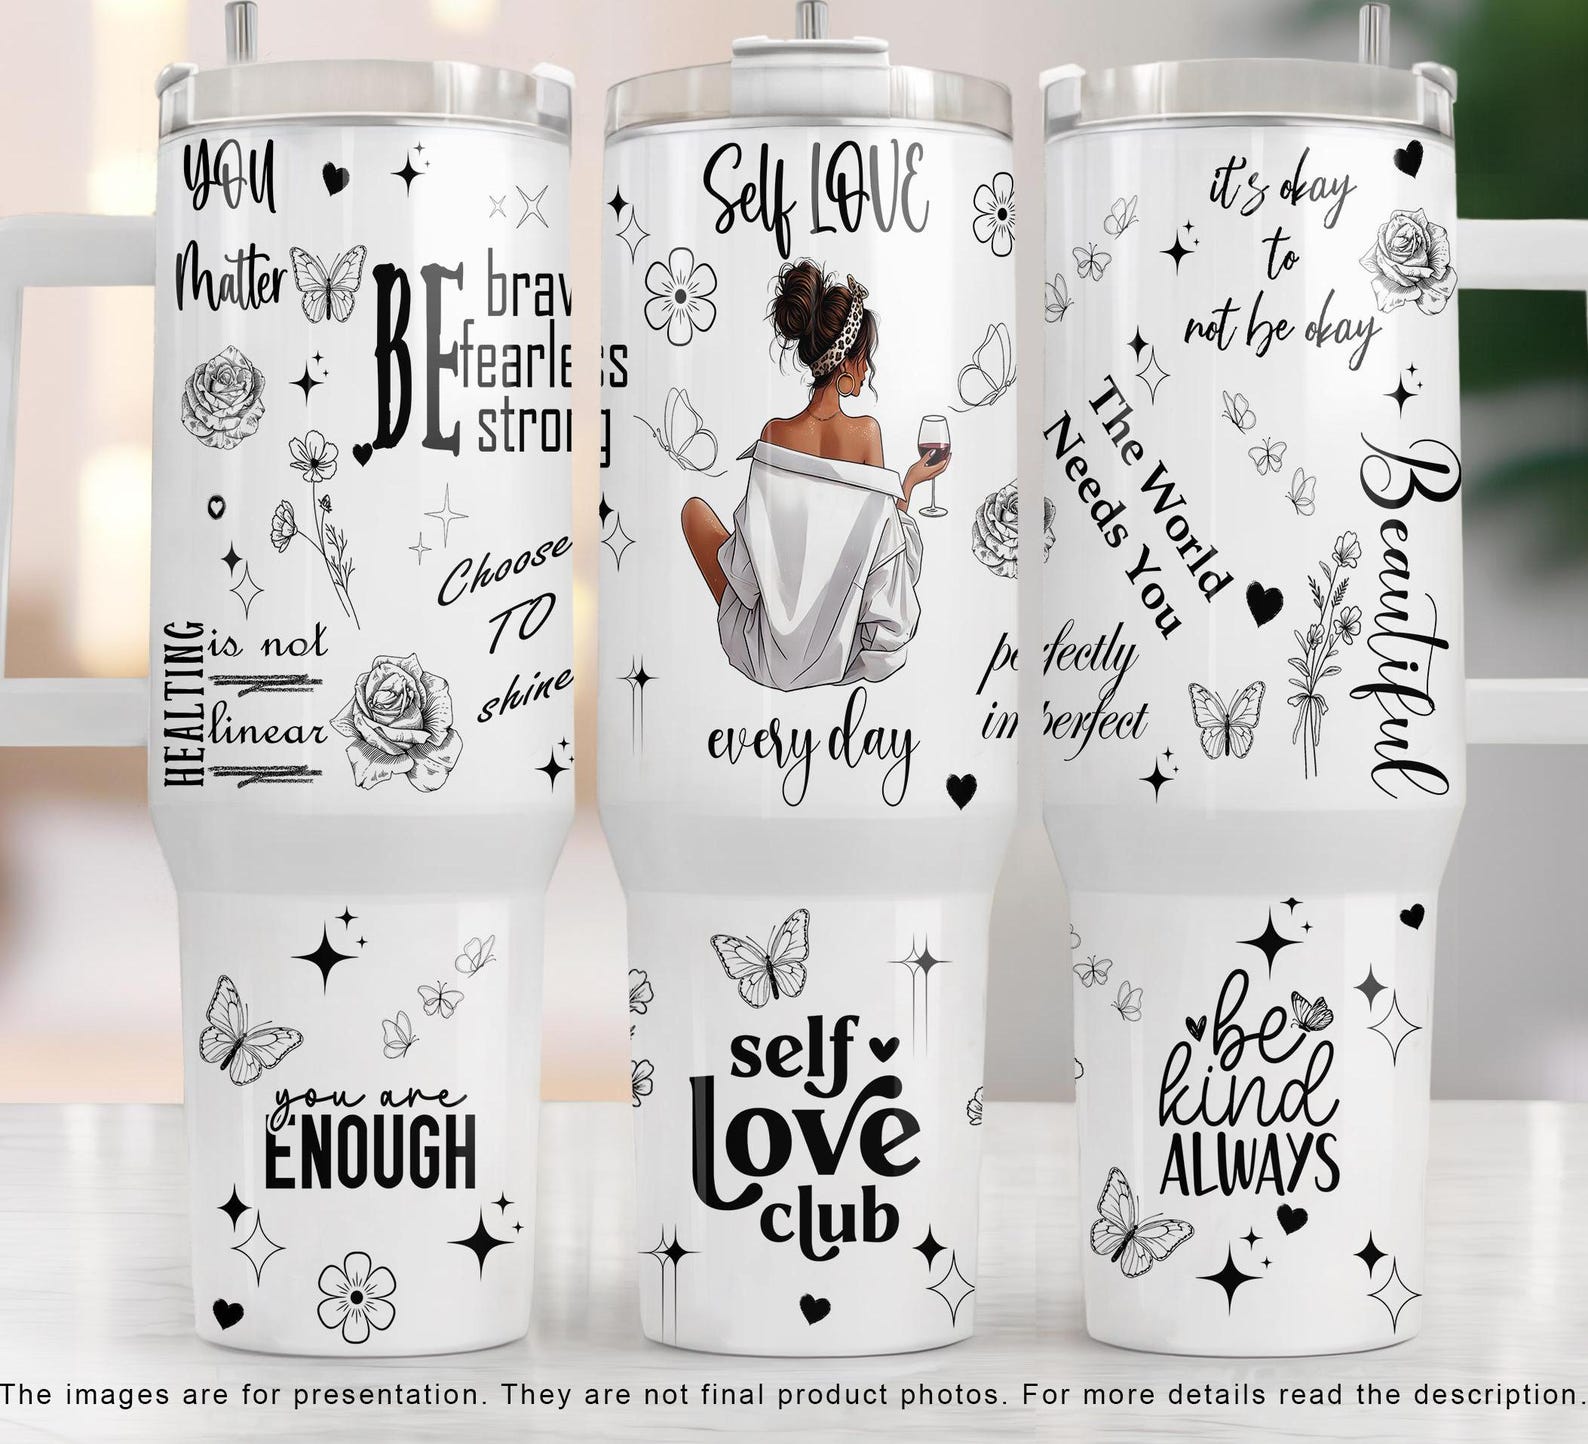 YOU
Matter
BE
brav
fearless
strong
Choose
TO
shine
HEALTING
is not
linear
you are
ENOUGH
Self LOVE
every day
self
love
club
it's okay
to
not be okay
The World
Needs You
Beautiful
perfectly
imperfect
be
kind
ALWAYS
The images are for presentation. They are not final product photos. For more details read the description.